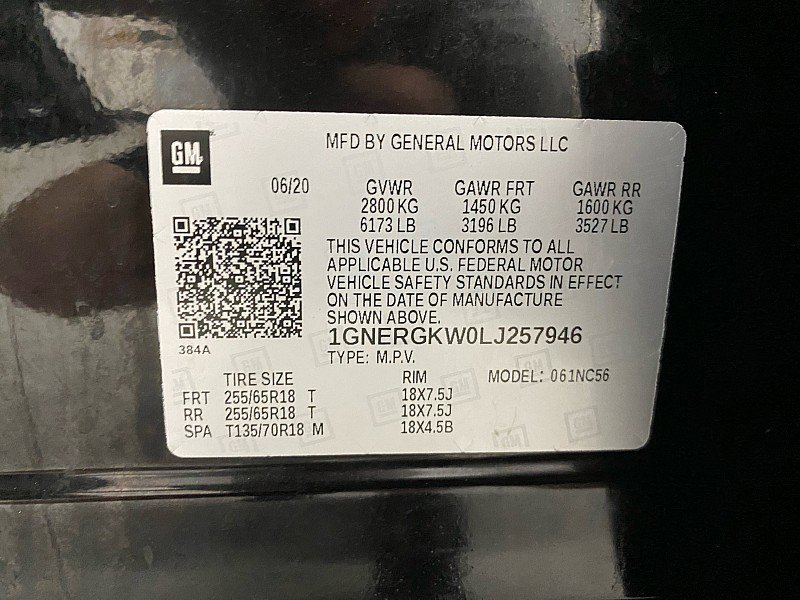 GM
MFD BY GENERAL MOTORS LLC
06/20 GVWR GAWR FRT GAWR RR
2800 KG 1450 KG 1600 KG
6173 LB 3196 LB 3527 LB
THIS VEHICLE CONFORMS TO ALL
APPLICABLE U.S. FEDERAL MOTOR
VEHICLE SAFETY STANDARDS IN EFFECT
ON THE DATE OF MANUFACTURE
SHOWN ABOVE.
1GNERGKW0LJ257946
384A
TYPE: M.P.V.
TIRE SIZE RIM MODEL: 061NC56
FRT 255/65R18 T 18X7.5J
RR 255/65R18 T 18X7.5J
SPA T135/70R18 M 18X4.5B